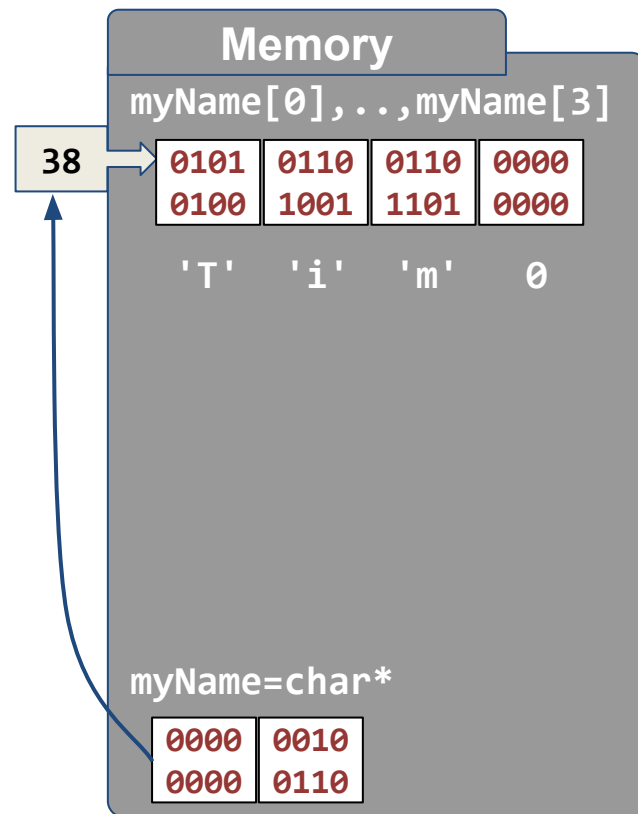 Memory
myName[0],..,myName[3]
38
0101 0110 0110 0000
0100 1001 1101 0000
'T' 'i' 'm' 0
myName=char*
0000 0010
0000 0110